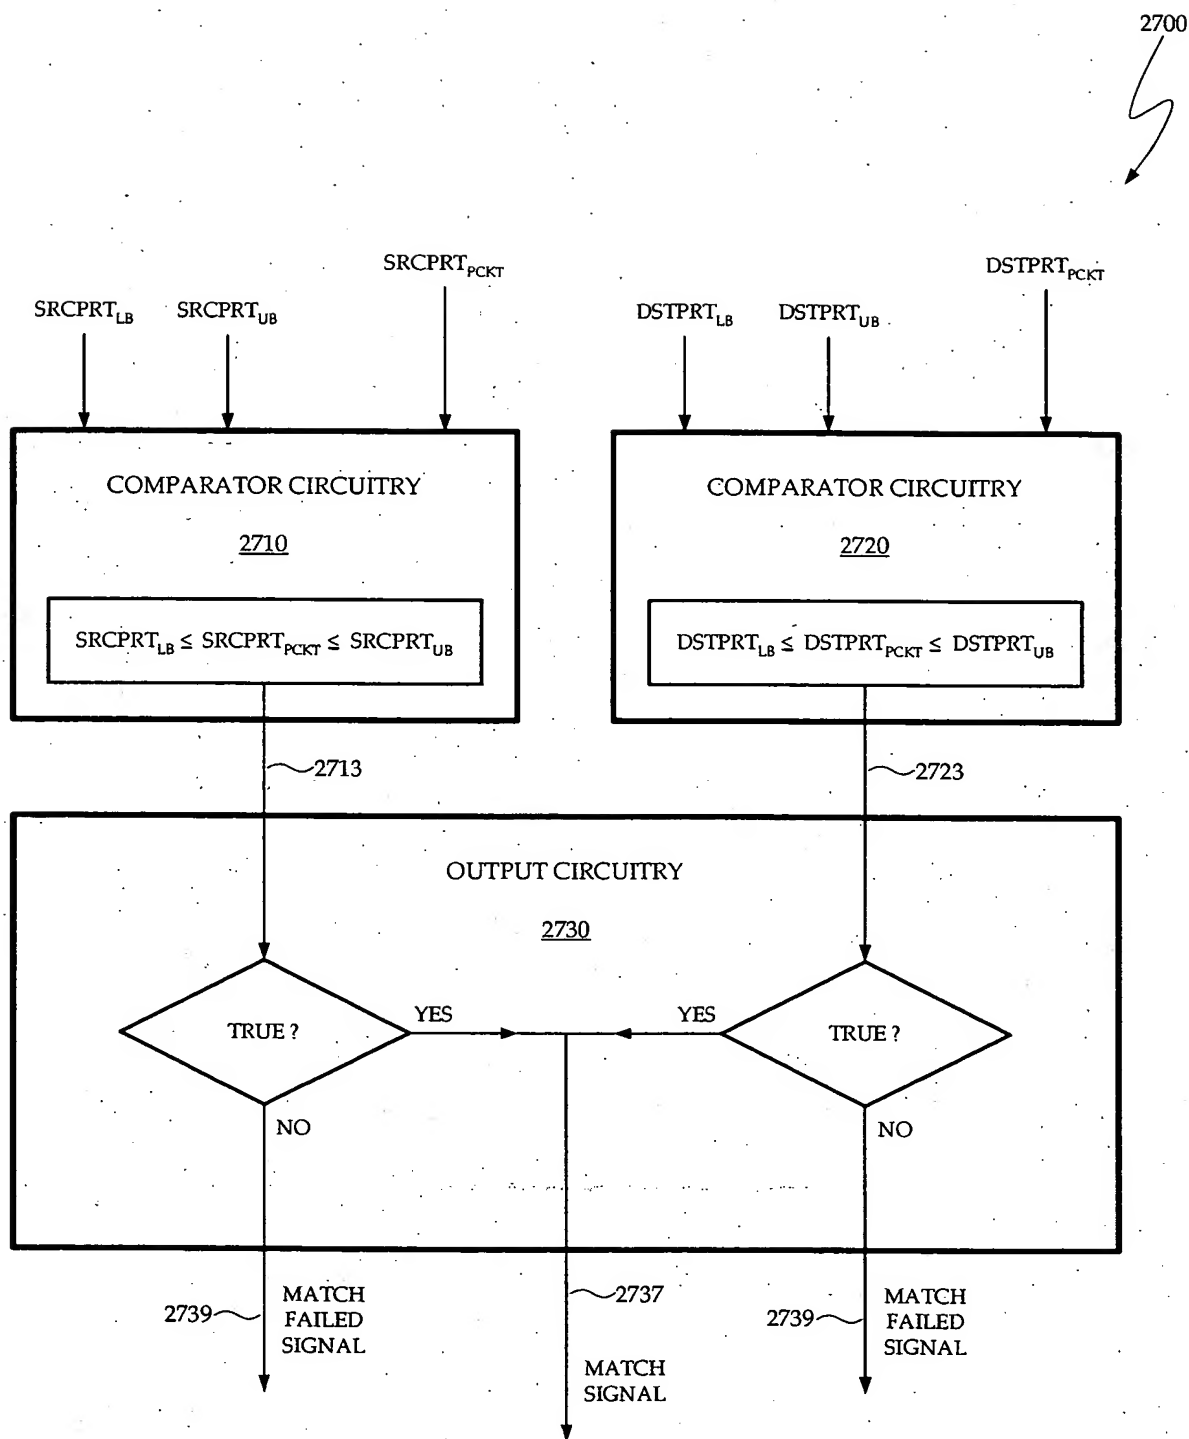 2700
SRCPRT_PCKT
DSTPRT_PCKT
SRCPRT_LB SRCPRT_UB
DSTPRT_LB DSTPRT_UB
COMPARATOR CIRCUITRY
2710
SRCPRT_LB ≤ SRCPRT_PCKT ≤ SRCPRT_UB
COMPARATOR CIRCUITRY
2720
DSTPRT_LB ≤ DSTPRT_PCKT ≤ DSTPRT_UB
2713
2723
OUTPUT CIRCUITRY
2730
TRUE ?
YES
YES
TRUE ?
NO
NO
2739
MATCH
FAILED
SIGNAL
2737
MATCH
SIGNAL
2739
MATCH
FAILED
SIGNAL